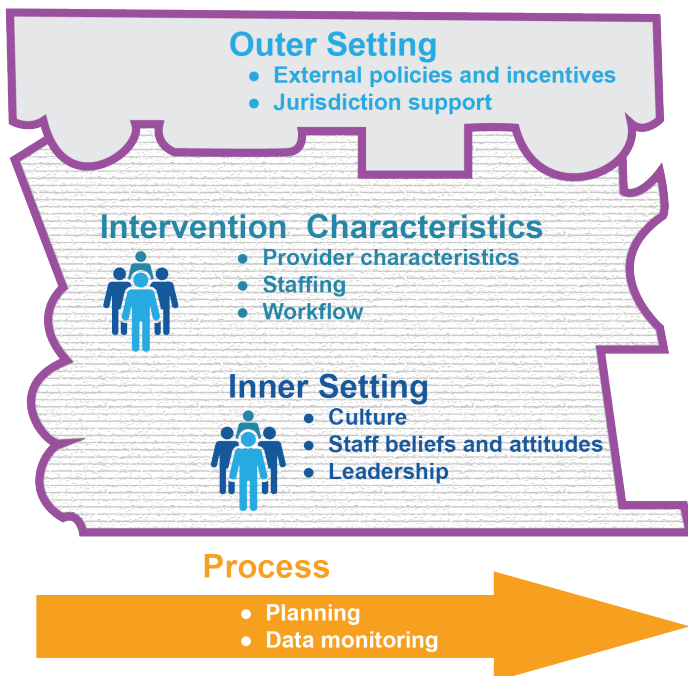 Outer Setting
● External policies and incentives
● Jurisdiction support
Intervention Characteristics
● Provider characteristics
● Staffing
● Workflow
Inner Setting
● Culture
● Staff beliefs and attitudes
● Leadership
Process
● Planning
● Data monitoring